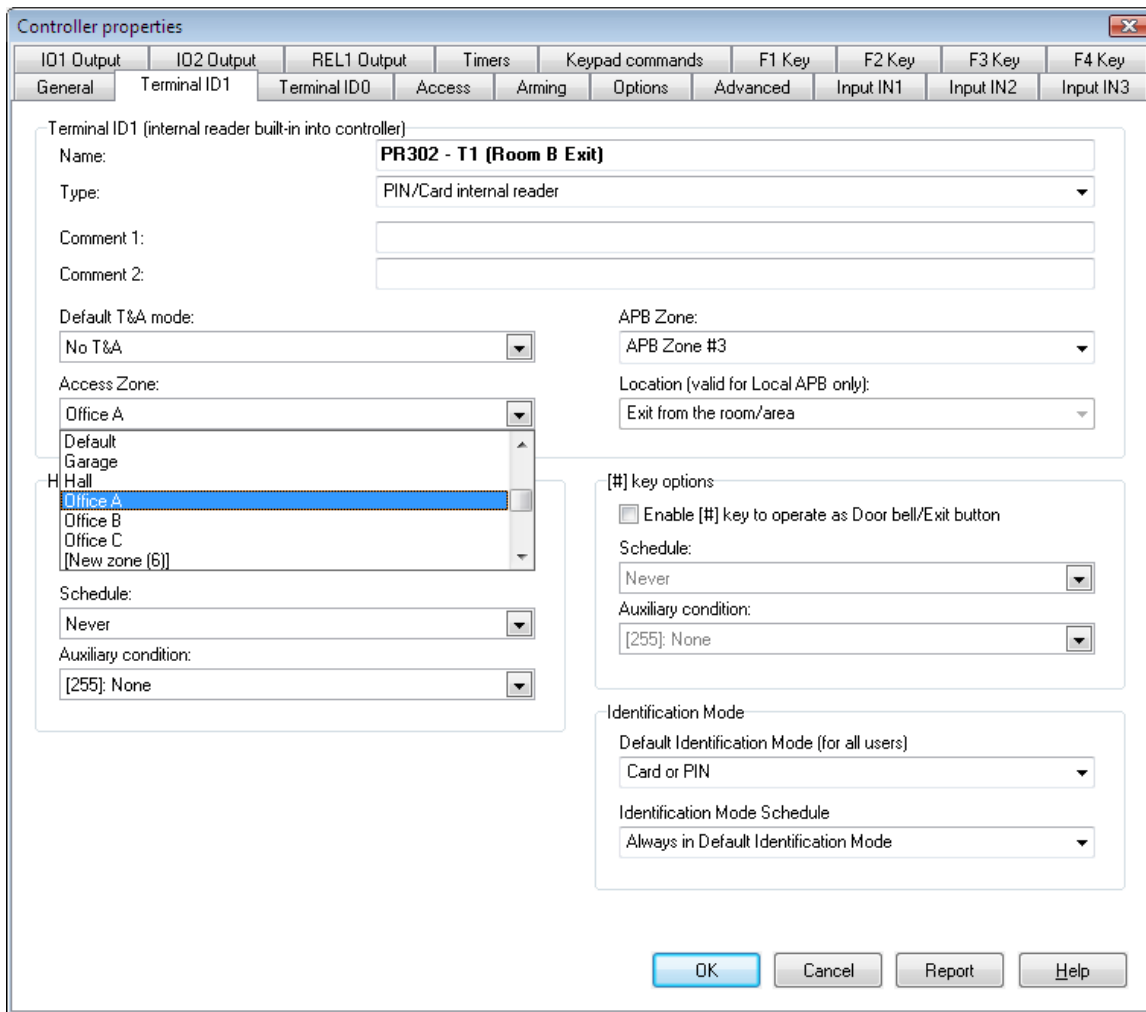 Controller properties
IO1 Output IO2 Output REL1 Output Timers Keypad commands F1 Key F2 Key F3 Key F4 Key
General Terminal ID1 Terminal ID0 Access Arming Options Advanced Input IN1 Input IN2 Input IN3
Terminal ID1 (internal reader built-in into controller)
Name: PR302 - T1 (Room B Exit)
Type: PIN/Card internal reader
Comment 1:
Comment 2:
Default T&A mode:
No T&A
Access Zone:
Office A
Default
Garage
Hall
Office A
Office B
Office C
[New zone (6)]
APB Zone:
APB Zone #3
Location (valid for Local APB only):
Exit from the room/area
H
Schedule:
Never
Auxiliary condition:
[255]: None
[#] key options
Enable [#] key to operate as Door bell/Exit button
Schedule:
Never
Auxiliary condition:
[255]: None
Identification Mode
Default Identification Mode (for all users)
Card or PIN
Identification Mode Schedule
Always in Default Identification Mode
OK Cancel Report Help